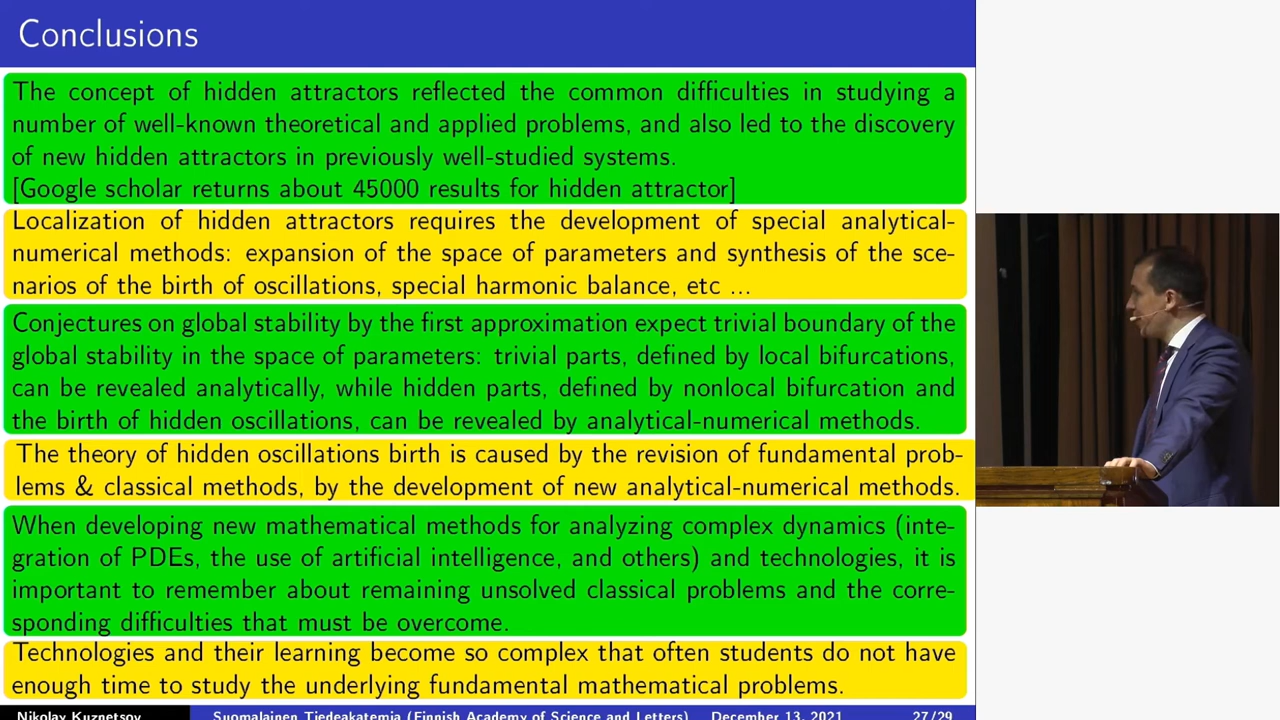 Conclusions
The concept of hidden attractors reflected the common difficulties in studying a
number of well-known theoretical and applied problems, and also led to the discovery
of new hidden attractors in previously well-studied systems.
[Google scholar returns about 45000 results for hidden attractor]
Localization of hidden attractors requires the development of special analytical-
numerical methods: expansion of the space of parameters and synthesis of the sce-
narios of the birth of oscillations, special harmonic balance, etc ...
Conjectures on global stability by the first approximation expect trivial boundary of the
global stability in the space of parameters: trivial parts, defined by local bifurcations,
can be revealed analytically, while hidden parts, defined by nonlocal bifurcation and
the birth of hidden oscillations, can be revealed by analytical-numerical methods.
The theory of hidden oscillations birth is caused by the revision of fundamental prob-
lems & classical methods, by the development of new analytical-numerical methods.
When developing new mathematical methods for analyzing complex dynamics (inte-
gration of PDEs, the use of artificial intelligence, and others) and technologies, it is
important to remember about remaining unsolved classical problems and the corre-
sponding difficulties that must be overcome.
Technologies and their learning become so complex that often students do not have
enough time to study the underlying fundamental mathematical problems.
Nikolay Kuznetsov Suomalainen Tiedeakatemia (Finnish Academy of Science and Letters) December 13, 2021 27/29